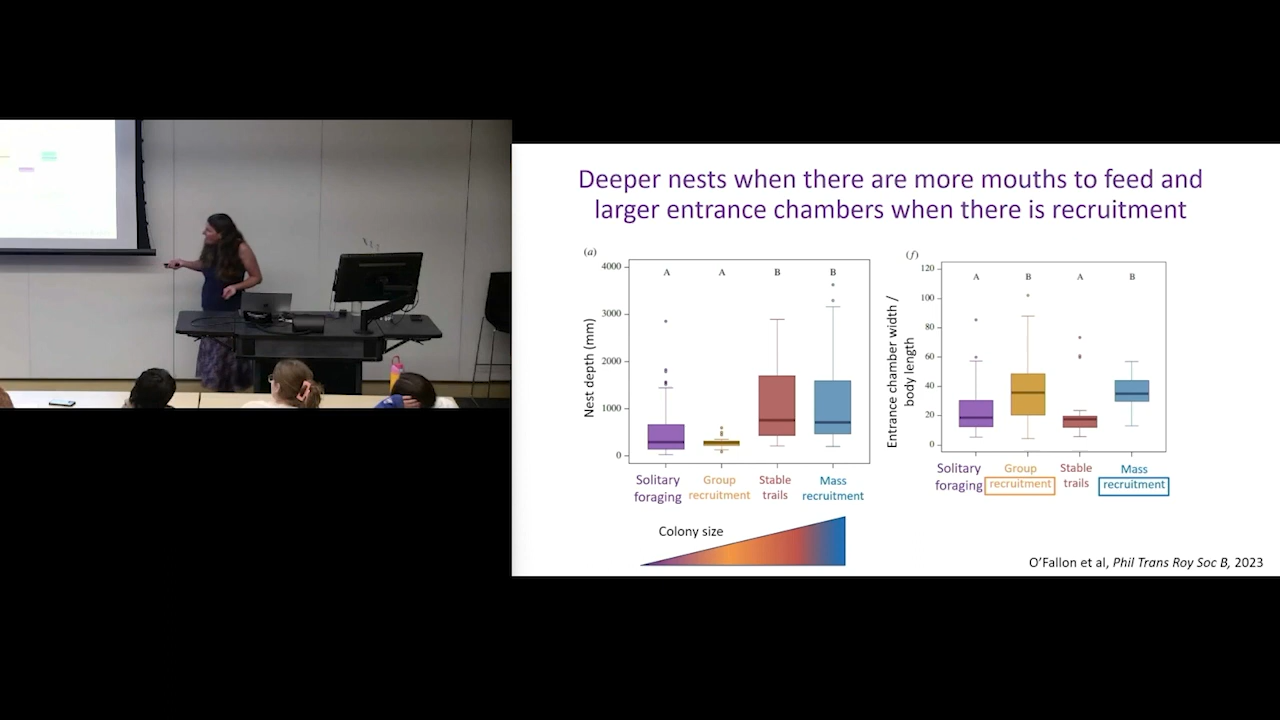 Deeper nests when there are more mouths to feed and
larger entrance chambers when there is recruitment
(a)
4000
3000
2000
1000
0
Nest depth (mm)
A A B B
Solitary foraging
Group recruitment
Stable trails
Mass recruitment
Colony size
(f)
120
100
80
60
40
20
0
Entrance chamber width /
body length
A B A B
Solitary foraging
Group recruitment
Stable trails
Mass recruitment
O'Fallon et al, Phil Trans Roy Soc B, 2023